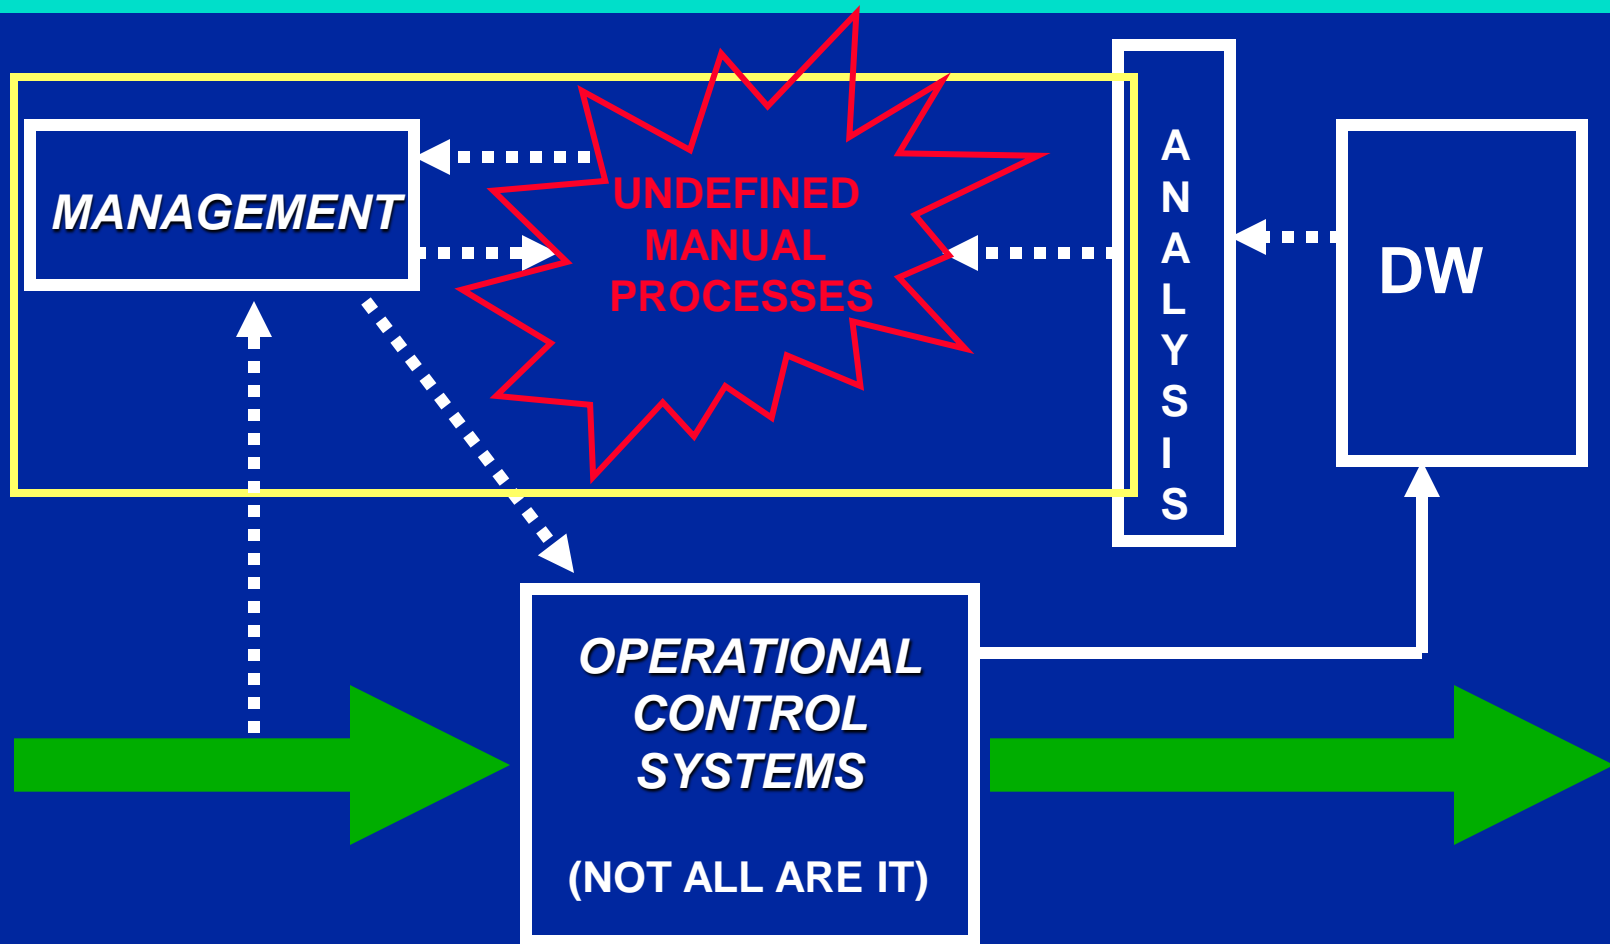 MANAGEMENT
UNDEFINED
MANUAL
PROCESSES
A
N
A
L
Y
S
I
S
DW
OPERATIONAL
CONTROL
SYSTEMS
(NOT ALL ARE IT)